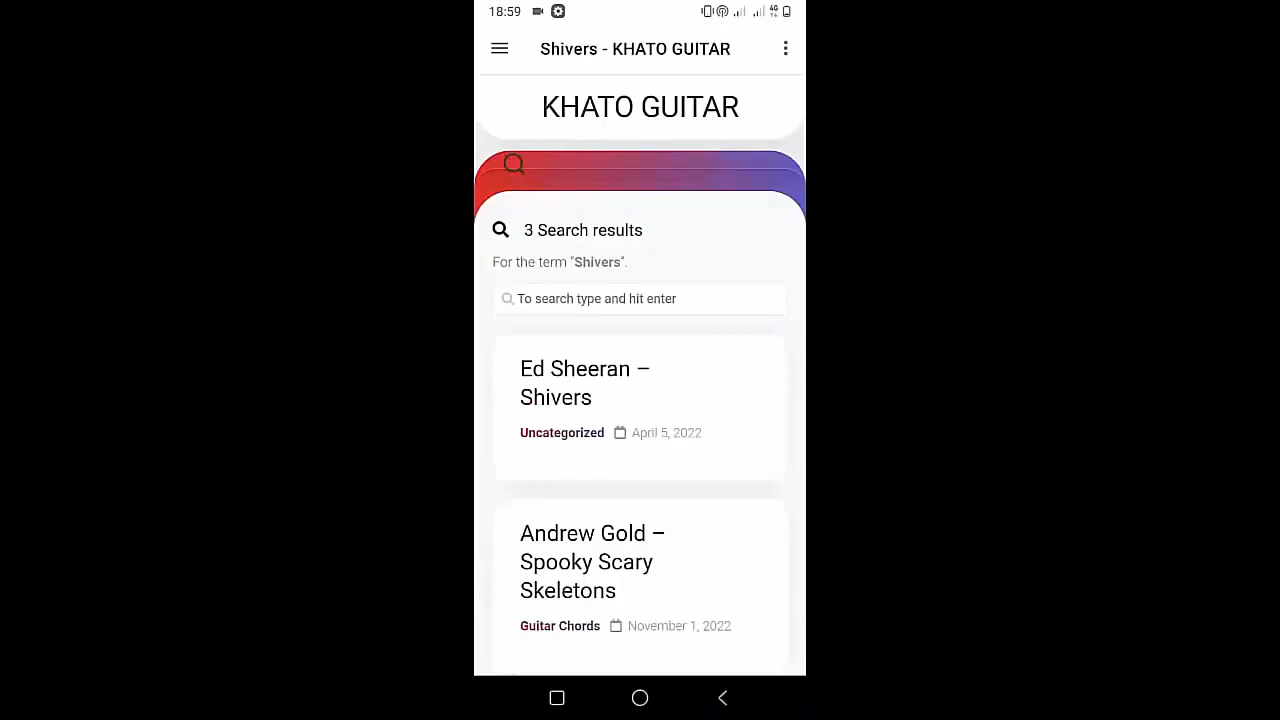 18:59
4G
Shivers - KHATO GUITAR
KHATO GUITAR
3 Search results
For the term "Shivers".
To search type and hit enter
Ed Sheeran –
Shivers
Uncategorized April 5, 2022
Andrew Gold –
Spooky Scary
Skeletons
Guitar Chords November 1, 2022